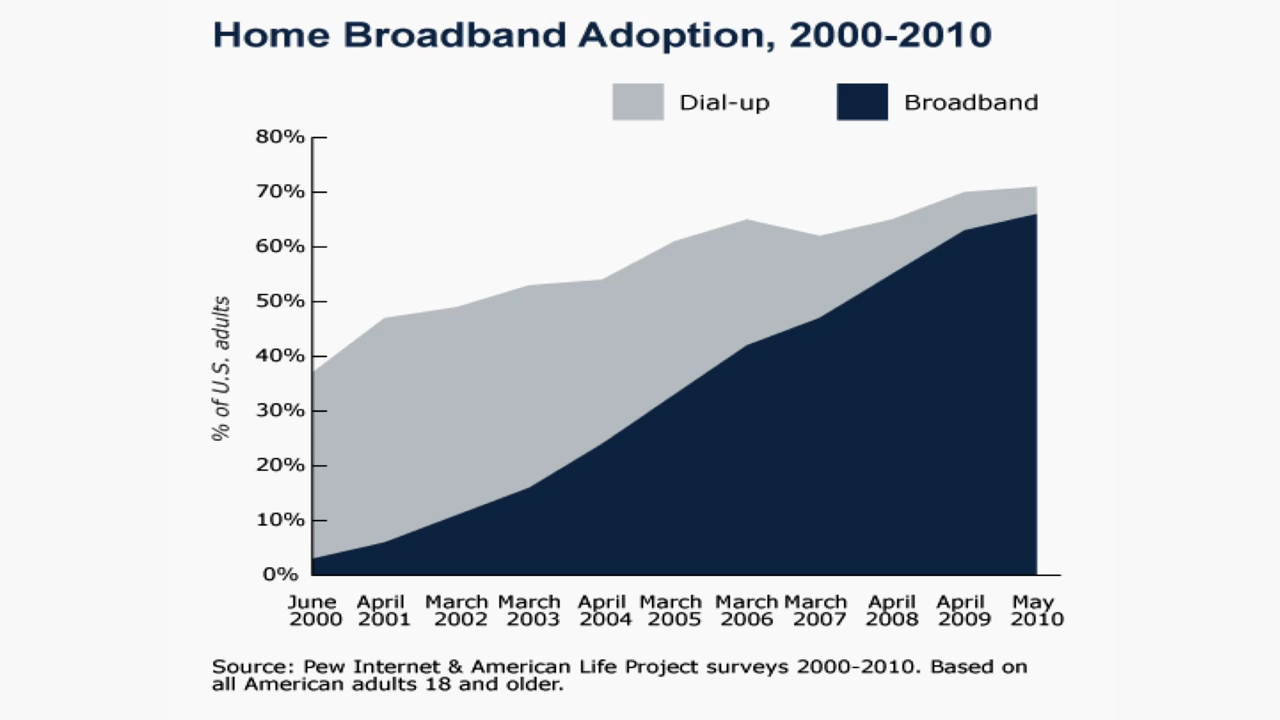 Home Broadband Adoption, 2000-2010
Dial-up
Broadband
80%
70%
60%
50%
40%
30%
20%
10%
0%
% of U.S. adults
June 2000
April 2001
March 2002
March 2003
April 2004
March 2005
March 2006
March 2007
April 2008
April 2009
May 2010
Source: Pew Internet & American Life Project surveys 2000-2010. Based on
all American adults 18 and older.